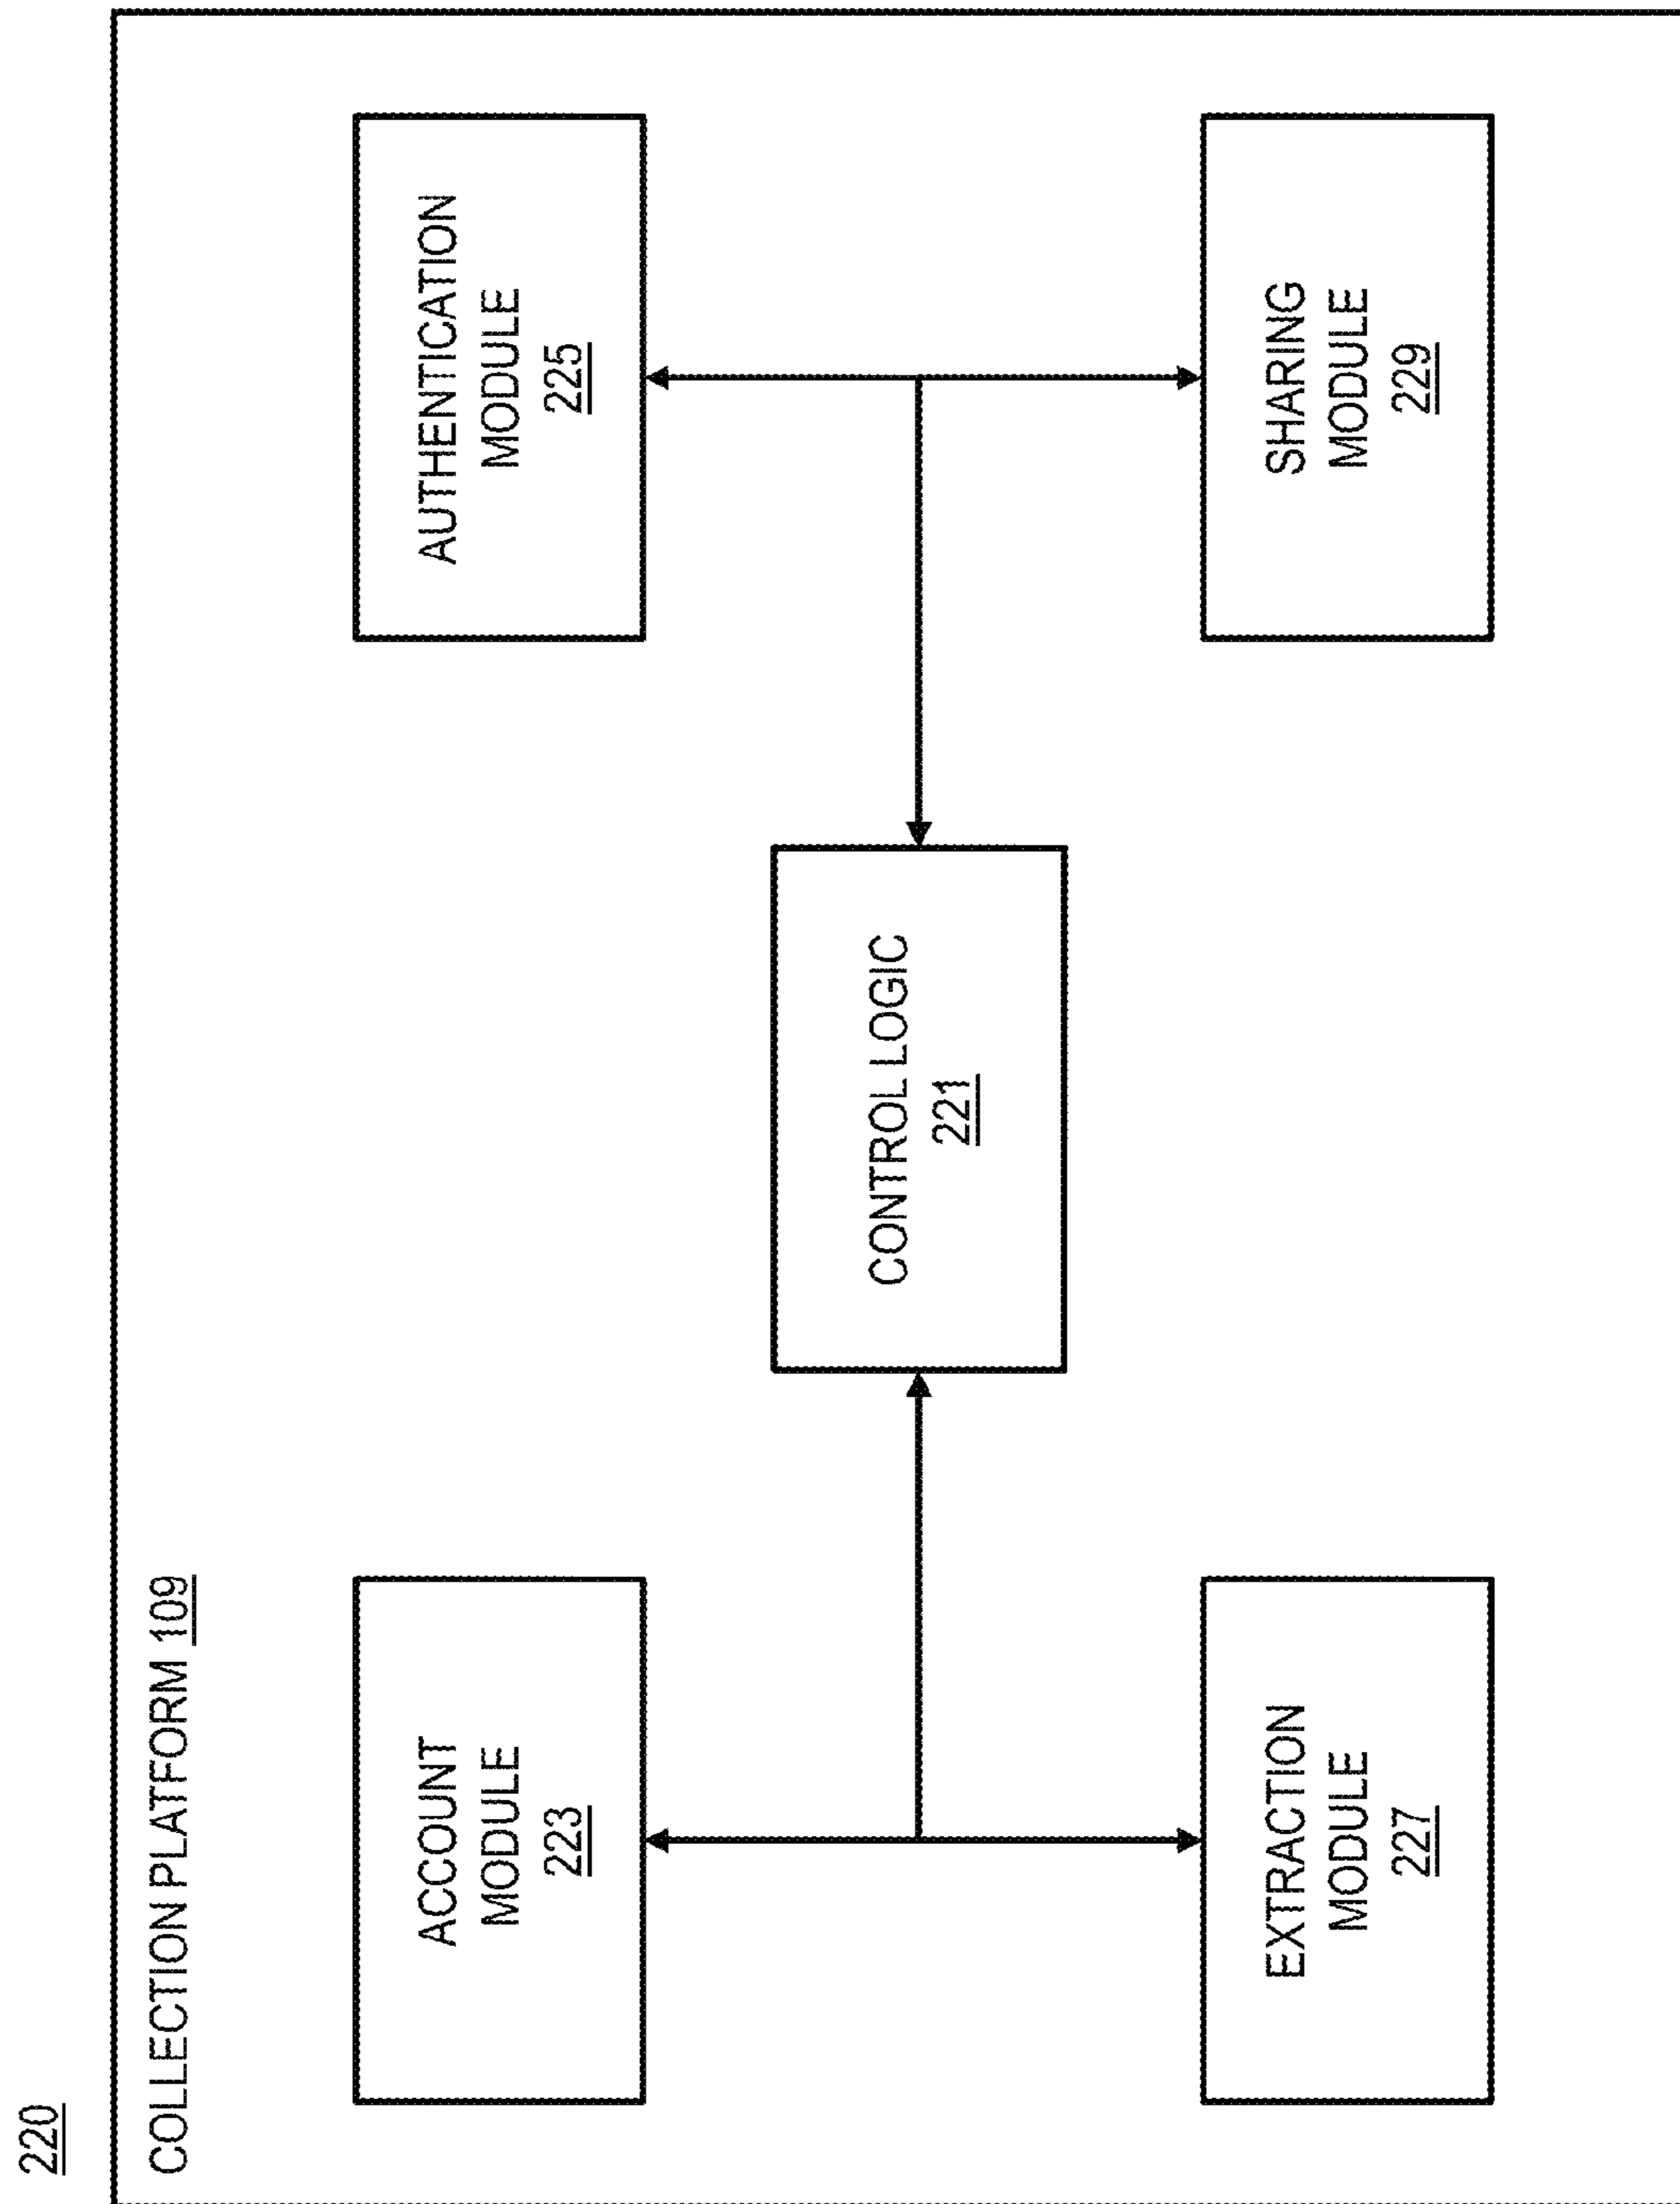 220
COLLECTION PLATFORM 109
ACCOUNT
MODULE
223
AUTHENTICATION
MODULE
225
CONTROL LOGIC
221
EXTRACTION
MODULE
227
SHARING
MODULE
229